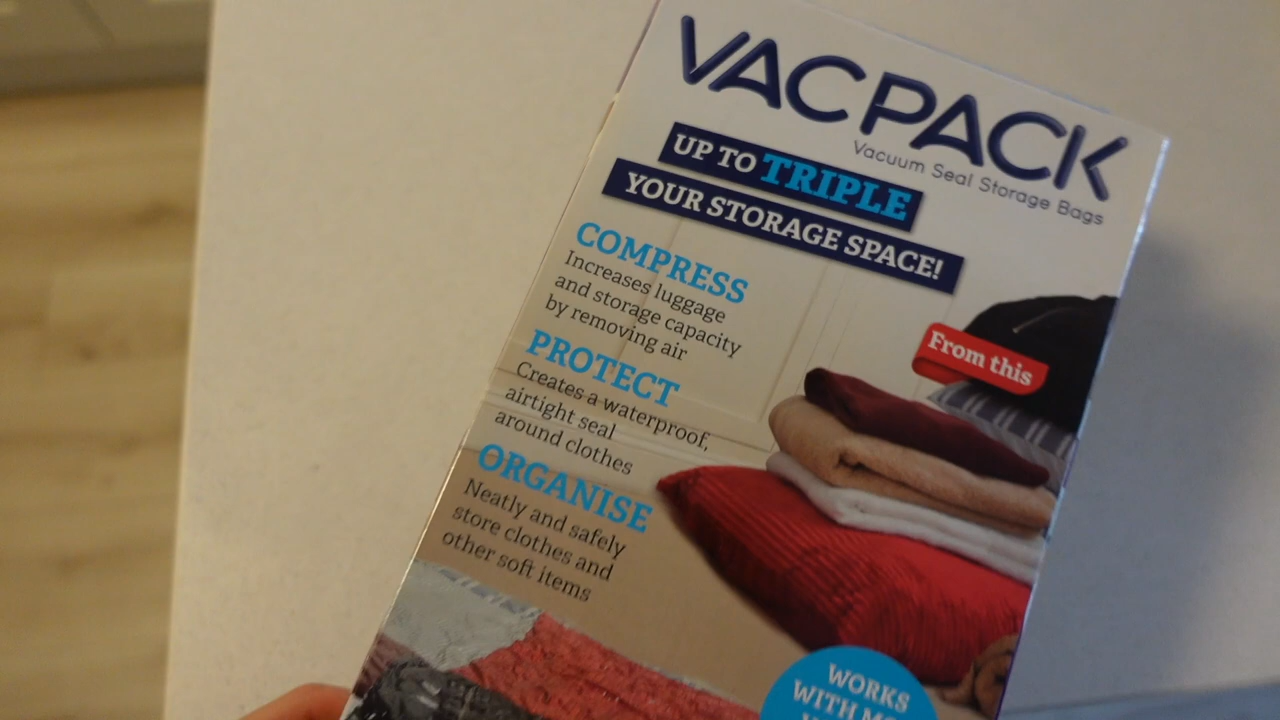 VACPACK
Vacuum Seal Storage Bags
UP TO TRIPLE
YOUR STORAGE SPACE!
COMPRESS
Increases luggage
and storage capacity
by removing air
From this
PROTECT
Creates a waterproof,
airtight seal
around clothes
ORGANISE
Neatly and safely
store clothes and
other soft items
WORKS
WITH